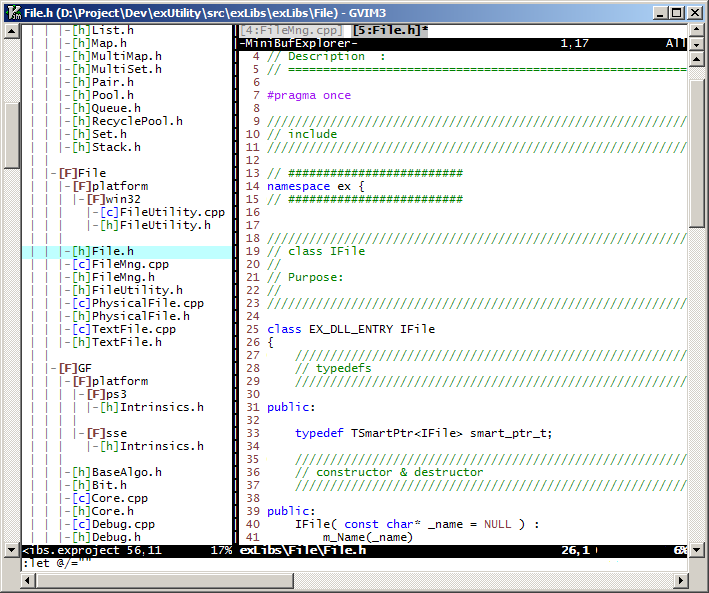 File.h (D:\Project\Dev\exUtility\src\exLibs\exLibs\File) - GVIM3
| | | |-[h]List.h
| | | |-[h]Map.h
| | | |-[h]MultiMap.h
| | | |-[h]MultiSet.h
| | | |-[h]Pair.h
| | | |-[h]Pool.h
| | | |-[h]Queue.h
| | | |-[h]RecyclePool.h
| | | |-[h]Set.h
| | | |-[h]Stack.h
| | |
| | |-[F]File
| | | |-[F]platform
| | | | |-[F]win32
| | | | | |-[c]FileUtility.cpp
| | | | | |-[h]FileUtility.h
| | | |
| | | |-[h]File.h
| | | |-[c]FileMng.cpp
| | | |-[h]FileMng.h
| | | |-[h]FileUtility.h
| | | |-[c]PhysicalFile.cpp
| | | |-[h]PhysicalFile.h
| | | |-[c]TextFile.cpp
| | | |-[h]TextFile.h
| | |
| | |-[F]GF
| | | |-[F]platform
| | | | |-[F]ps3
| | | | | |-[h]Intrinsics.h
| | | | |
| | | | |-[F]sse
| | | | | |-[h]Intrinsics.h
| | | |
| | | |-[h]BaseAlgo.h
| | | |-[h]Bit.h
| | | |-[c]Core.cpp
| | | |-[h]Core.h
| | | |-[c]Debug.cpp
| | | |-[h]Debug.h
<ibs.exproject 56,11 17%
[4:FileMng.cpp] [5:File.h]*
-MiniBufExplorer- 1,17 All
4 // Description :
5 // ======================================================
6
7 #pragma once
8
9 /////////////////////////////////////////////////////////
10 // include
11 /////////////////////////////////////////////////////////
12
13 // #########################
14 namespace ex {
15 // #########################
16
17
18 /////////////////////////////////////////////////////////
19 // class IFile
20 //
21 // Purpose:
22 //
23 /////////////////////////////////////////////////////////
24
25 class EX_DLL_ENTRY IFile
26 {
27 /////////////////////////////////////////////////////
28 // typedefs
29 /////////////////////////////////////////////////////
30
31 public:
32
33 typedef TSmartPtr<IFile> smart_ptr_t;
34
35 /////////////////////////////////////////////////////
36 // constructor & destructor
37 /////////////////////////////////////////////////////
38
39 public:
40 IFile( const char* _name = NULL ) :
41 m_Name(_name)
exLibs\File\File.h 26,1 6%
:let @/=""